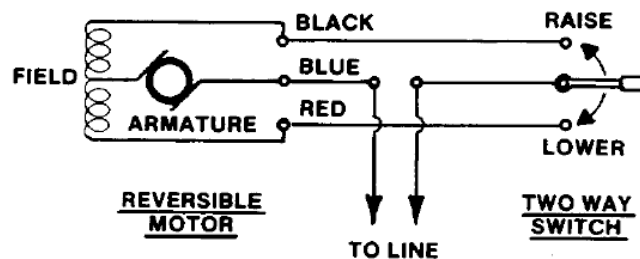 BLACK
RAISE
FIELD
BLUE
ARMATURE
RED
LOWER
REVERSIBLE
MOTOR
TWO WAY
SWITCH
TO LINE